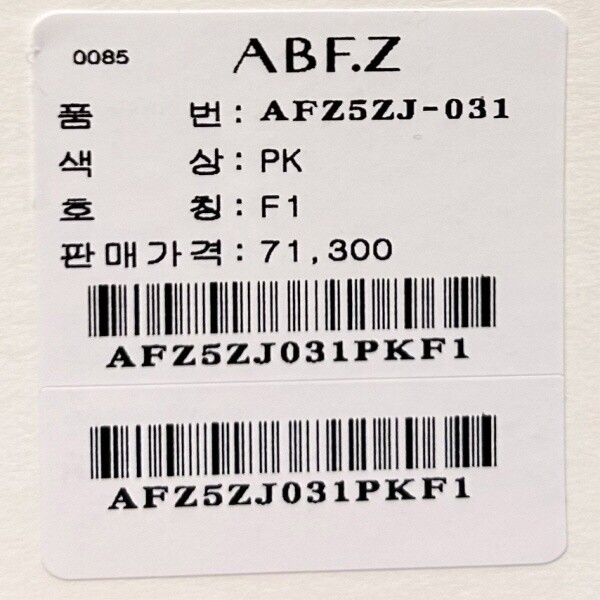 0085 ABF.Z
품 번 : AFZ5ZJ-031
색 상 : PK
호 칭 : F1
판매가격 : 71,300
AFZ5ZJ031PKF1
AFZ5ZJ031PKF1